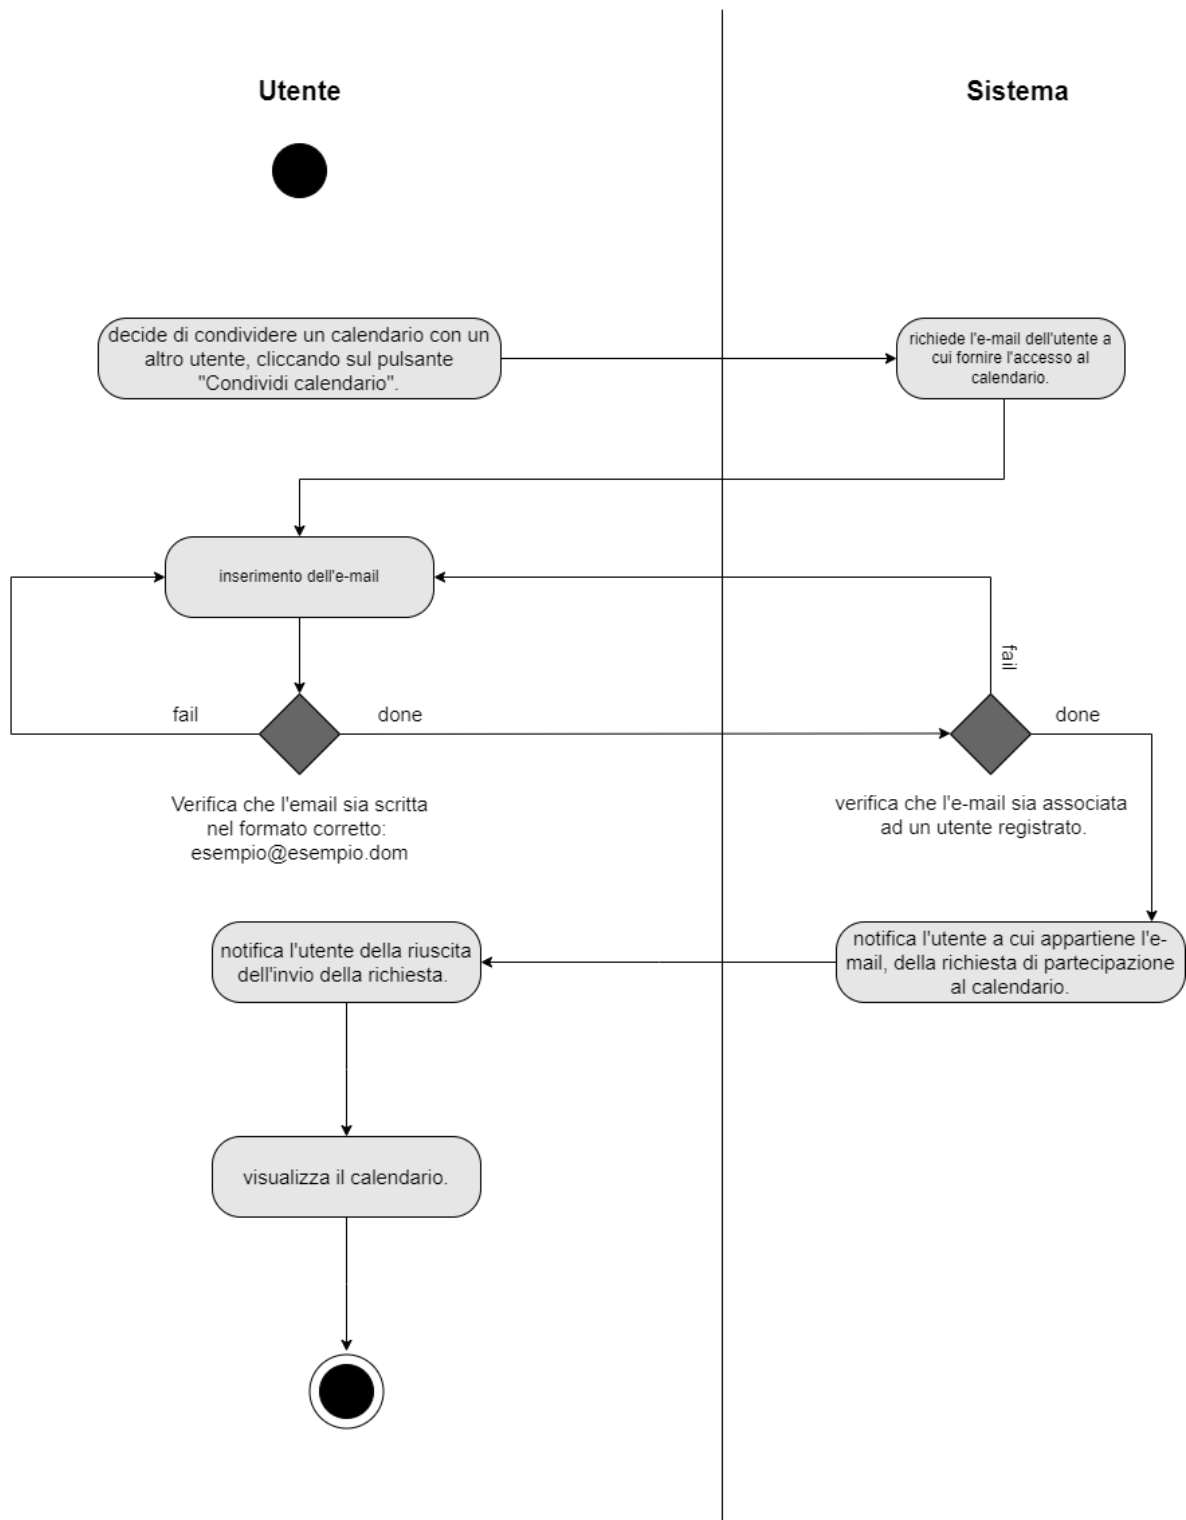 Utente
Sistema
decide di condividere un calendario con un
altro utente, cliccando sul pulsante
"Condividi calendario".
richiede l'e-mail dell'utente a
cui fornire l'accesso al
calendario.
inserimento dell'e-mail
fail
fail
done
done
Verifica che l'email sia scritta
nel formato corretto:
esempio@esempio.dom
verifica che l'e-mail sia associata
ad un utente registrato.
notifica l'utente della riuscita
dell'invio della richiesta.
notifica l'utente a cui appartiene l'e-
mail, della richiesta di partecipazione
al calendario.
visualizza il calendario.